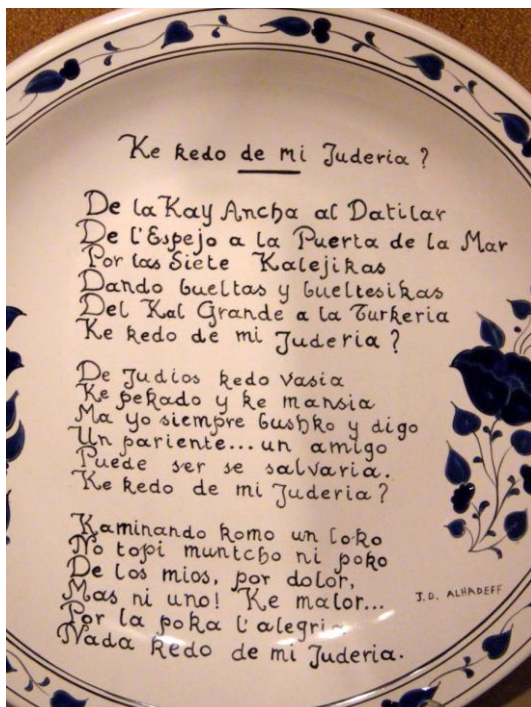 Ke kedo de mi Juderia ?
De la Kay Ancha al Datilar
De l'Espejo a la Puerta de la Mar
Por las Siete Kalejikas
Dando bueltas y bueltesikas
Del Kal Grande a la Turkeria
Ke kedo de mi Juderia ?
De Judios kedo vasia
Ke pekado y ke mansia
Ma yo siempre bushko y digo
Un pariente... un amigo
Puede ser se salvaria.
Ke kedo de mi Juderia ?
Kaminando komo un loko
No topi muntcho ni poko
De los mios, por dolor,
Mas ni uno! Ke malor...
Por la poka l'alegria
Nada kedo de mi Juderia.
J.D. ALHADEFF